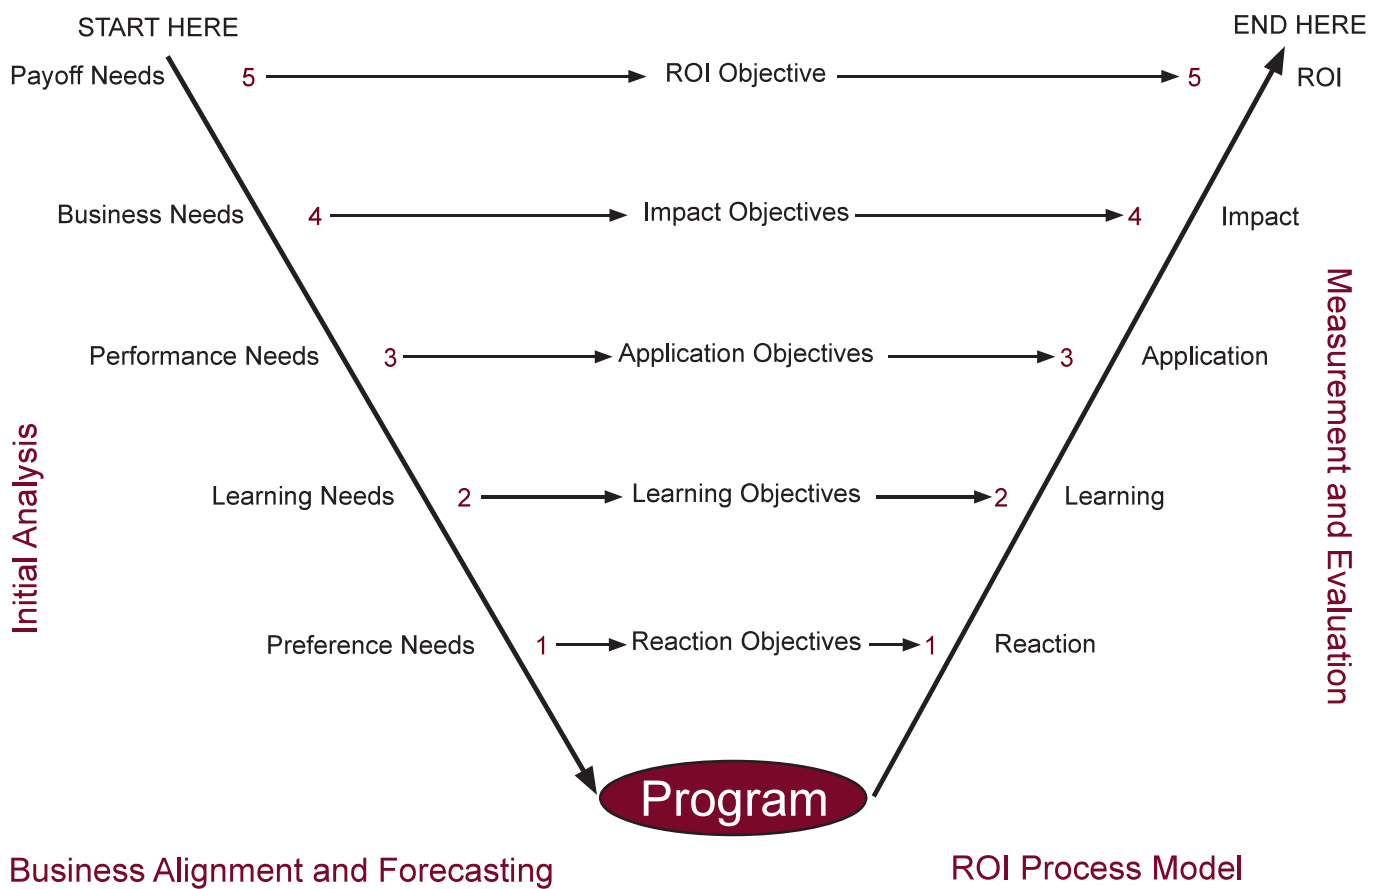 START HERE
END HERE
Payoff Needs 5 ROI Objective 5 ROI
Business Needs 4 Impact Objectives 4 Impact
Performance Needs 3 Application Objectives 3 Application
Learning Needs 2 Learning Objectives 2 Learning
Preference Needs 1 Reaction Objectives 1 Reaction
Initial Analysis
Measurement and Evaluation
Program
Business Alignment and Forecasting
ROI Process Model